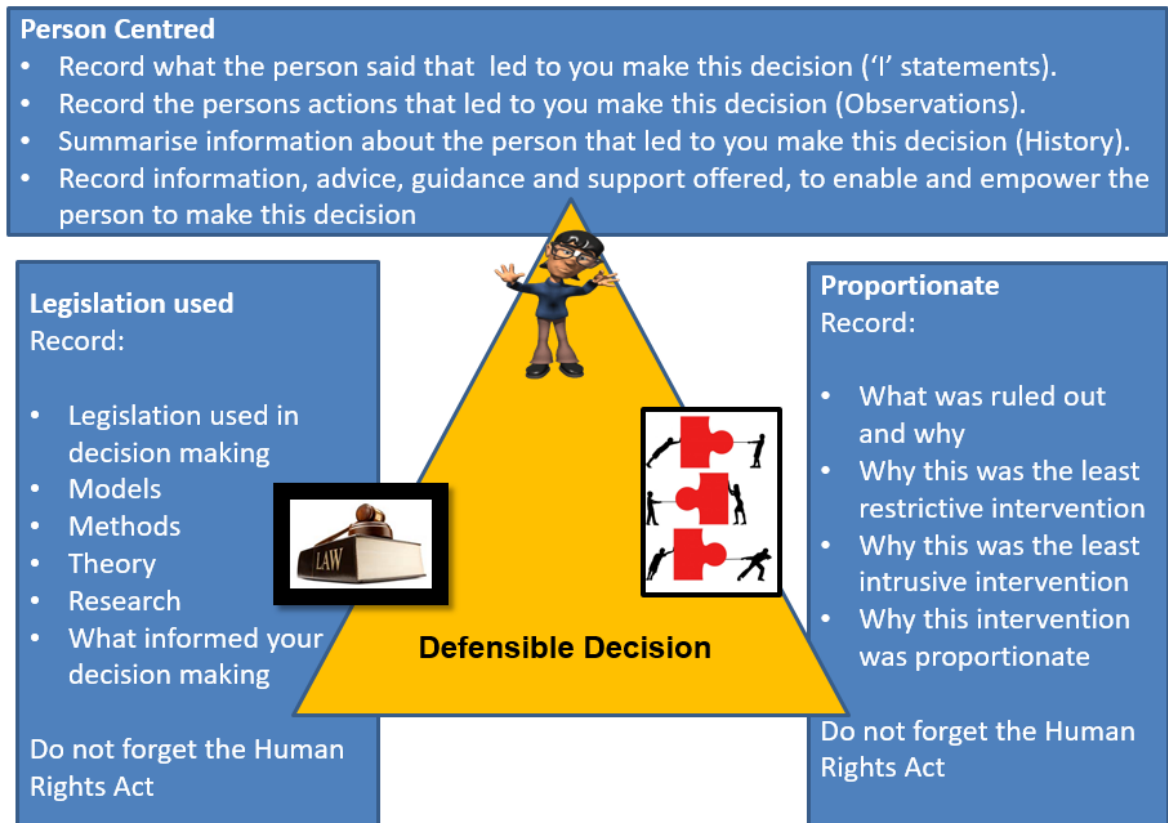 Person Centred
• Record what the person said that led to you make this decision (‘I’ statements).
• Record the persons actions that led to you make this decision (Observations).
• Summarise information about the person that led to you make this decision (History).
• Record information, advice, guidance and support offered, to enable and empower the
person to make this decision
Legislation used
Record:
• Legislation used in
decision making
• Models
• Methods
• Theory
• Research
• What informed your
decision making
Do not forget the Human
Rights Act
LAW
Defensible Decision
Proportionate
Record:
• What was ruled out
and why
• Why this was the least
restrictive intervention
• Why this was the least
intrusive intervention
• Why this intervention
was proportionate
Do not forget the Human
Rights Act